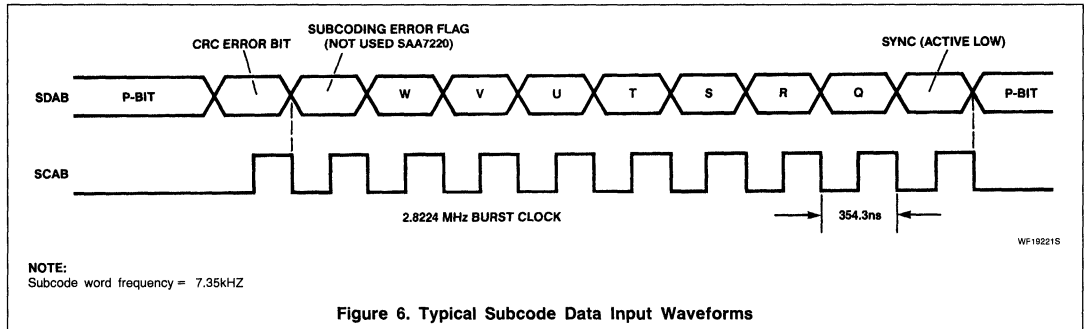 SUBCODING ERROR FLAG
(NOT USED SAA7220)
CRC ERROR BIT
SYNC (ACTIVE LOW)
SDAB
P-BIT
W
V
U
T
S
R
Q
P-BIT
SCAB
2.8224 MHz BURST CLOCK
354.3ns
WF19221S
NOTE:
Subcode word frequency = 7.35kHZ
Figure 6. Typical Subcode Data Input Waveforms